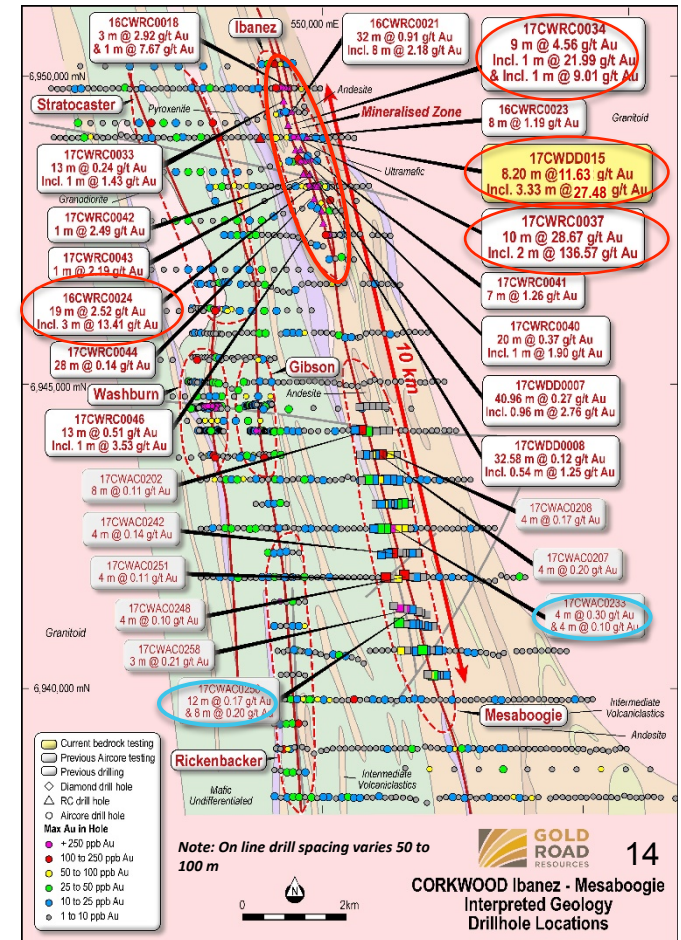 16CWRC0018
3 m @ 2.92 g/t Au
& 1 m @ 7.67 g/t Au
Ibanez
550,000 mE
16CWRC0021
32 m @ 0.91 g/t Au
Incl. 8 m @ 2.18 g/t Au
17CWRC0034
9 m @ 4.56 g/t Au
Incl. 1 m @ 21.99 g/t Au
& Incl. 1 m @ 9.01 g/t Au
6,950,000 mN
Stratocaster
Pyroxenite
Andesite
Mineralised Zone
16CWRC0023
8 m @ 1.19 g/t Au
Granitoid
17CWRC0033
13 m @ 0.24 g/t Au
Incl. 1 m @ 1.43 g/t Au
Ultramafic
17CWDD015
8.20 m @ 11.63 g/t Au
Incl. 3.33 m @ 27.48 g/t Au
Granodiorite
17CWRC0042
1 m @ 2.49 g/t Au
17CWRC0037
10 m @ 28.67 g/t Au
Incl. 2 m @ 136.57 g/t Au
17CWRC0043
1 m @ 2.19 g/t Au
17CWRC0041
7 m @ 1.26 g/t Au
16CWRC0024
19 m @ 2.52 g/t Au
Incl. 3 m @ 13.41 g/t Au
17CWRC0040
20 m @ 0.37 g/t Au
Incl. 1 m @ 1.90 g/t Au
17CWRC0044
28 m @ 0.14 g/t Au
10 km
Gibson
6,945,000 mN
Washburn
Andesite
17CWDD0007
40.96 m @ 0.27 g/t Au
Incl. 0.96 m @ 2.76 g/t Au
17CWRC0046
13 m @ 0.51 g/t Au
Incl. 1 m @ 3.53 g/t Au
17CWDD0008
32.58 m @ 0.12 g/t Au
Incl. 0.54 m @ 1.25 g/t Au
17CWAC0202
8 m @ 0.11 g/t Au
17CWAC0208
4 m @ 0.17 g/t Au
17CWAC0242
4 m @ 0.14 g/t Au
17CWAC0207
4 m @ 0.20 g/t Au
17CWAC0251
4 m @ 0.11 g/t Au
17CWAC0248
4 m @ 0.10 g/t Au
17CWAC0233
4 m @ 0.30 g/t Au
& 4 m @ 0.10 g/t Au
Granitoid
17CWAC0258
3 m @ 0.21 g/t Au
6,940,000 mN
12 m @ 0.17 g/t Au
& 8 m @ 0.20 g/t Au
Mesaboogie
Intermediate
Volcaniclastics
Andesite
Rickenbacker
Intermediate
Volcaniclastics
Mafic
Undifferentiated
Current bedrock testing
Previous Aircore testing
Previous drilling
Diamond drill hole
RC drill hole
Aircore drill hole
Max Au in Hole
+ 250 ppb Au
100 to 250 ppb Au
50 to 100 ppb Au
25 to 50 ppb Au
10 to 25 ppb Au
1 to 10 ppb Au
Note: On line drill spacing varies 50 to
100 m
N
0 2km
GOLD
ROAD
RESOURCES
14
CORKWOOD Ibanez - Mesaboogie
Interpreted Geology
Drillhole Locations